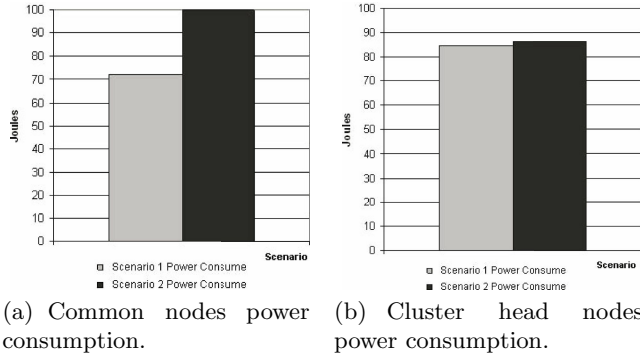 100
90
80
70
60
50
40
30
20
10
0
Joules
Scenario
Scenario 1 Power Consume
Scenario 2 Power Consume
(a) Common nodes power
consumption.
100
90
80
70
60
50
40
30
20
10
0
Joules
Scenario
Scenario 1 Power Consume
Scenario 2 Power Consume
(b) Cluster head nodes
power consumption.